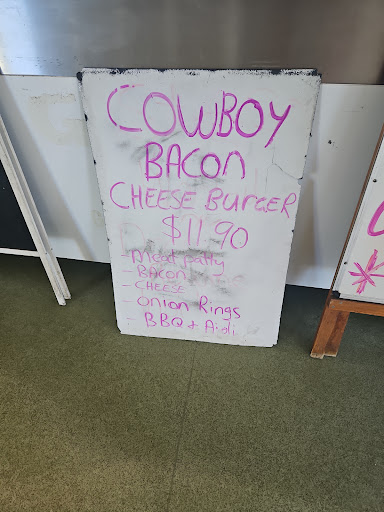 COWBOY
BACON
CHEESE BURGER
$11.90
- Meat patty
- BACON
- CHEESE
- Onion Rings
- BBQ + Aioli